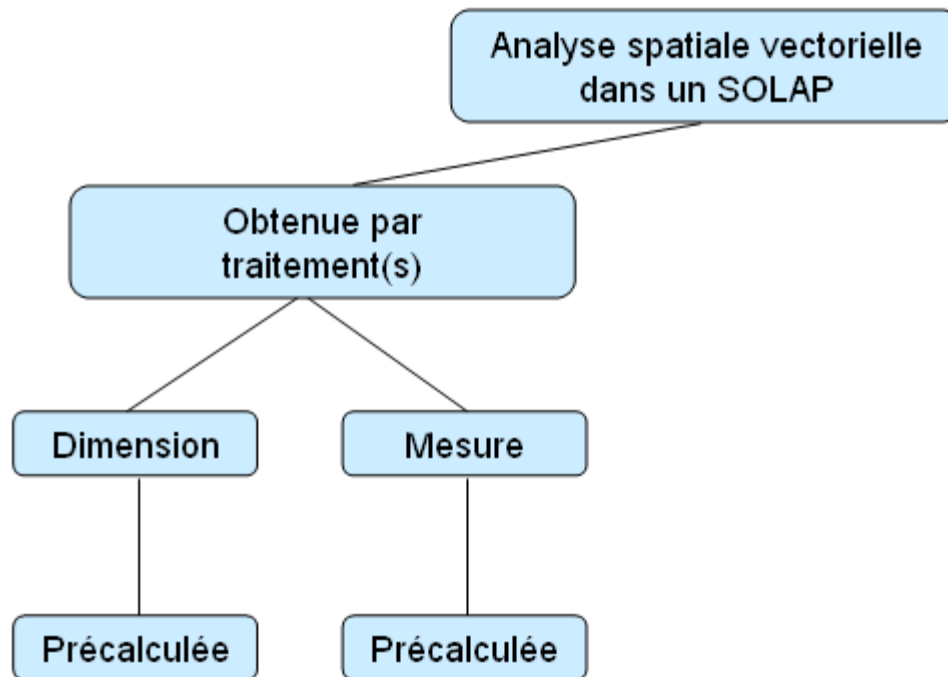 Analyse spatiale vectorielle
dans un SOLAP
Obtenue par
traitement(s)
Dimension
Mesure
Précalculée
Précalculée